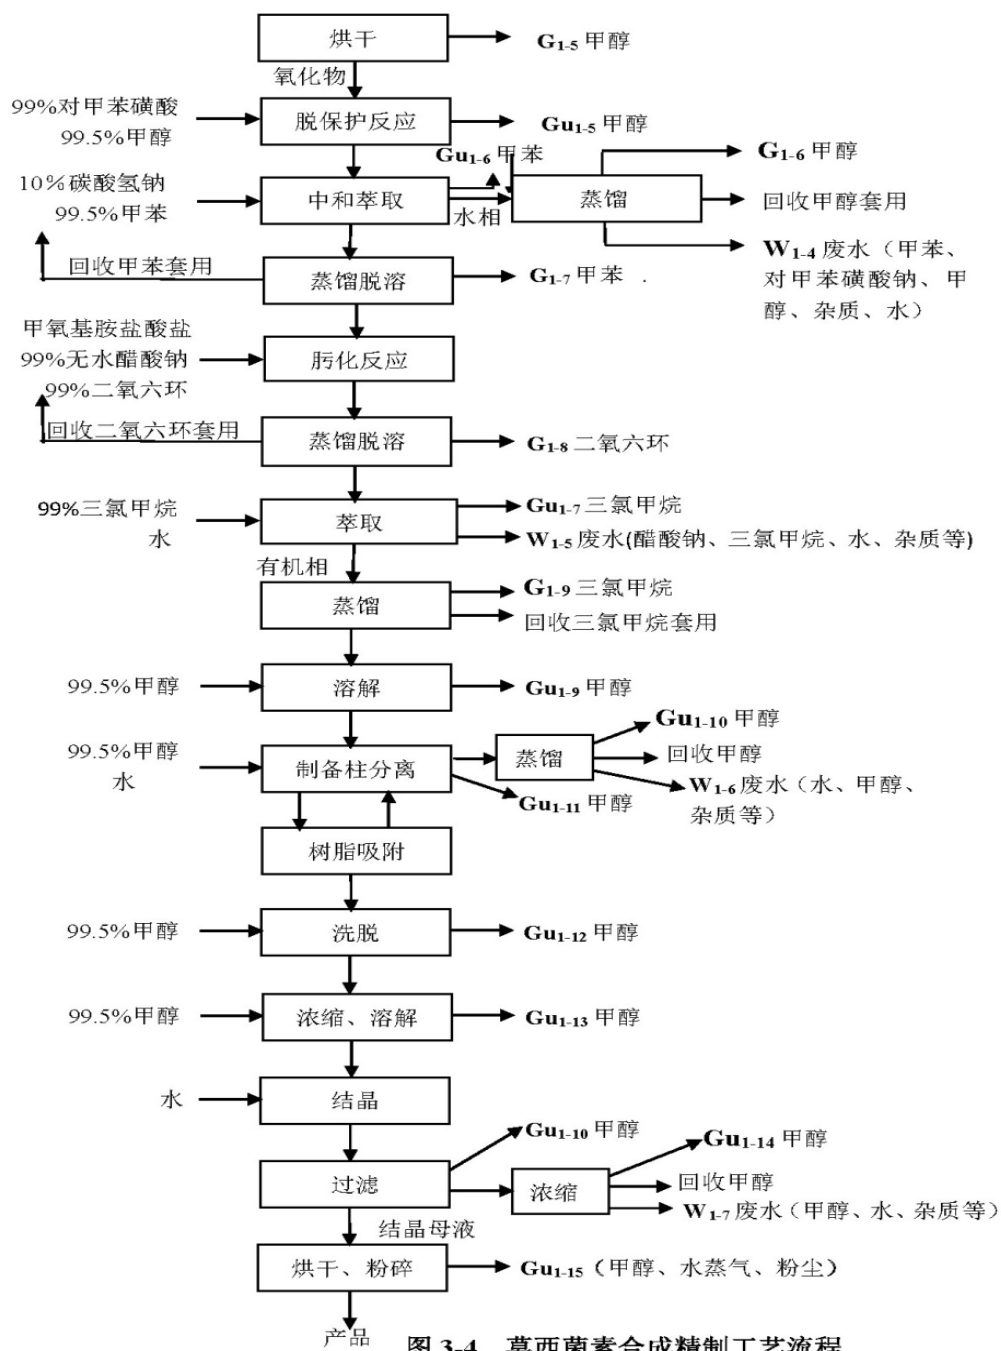 烘干
G1-5 甲醇
氧化物
99%对甲苯磺酸
99.5%甲醇
脱保护反应
Gu1-5 甲醇
Gu1-6 甲苯
G1-6 甲醇
10%碳酸氢钠
99.5%甲苯
中和萃取
水相
蒸馏
回收甲醇套用
W1-4 废水（甲苯、
对甲苯磺酸钠、甲
醇、杂质、水）
回收甲苯套用
蒸馏脱溶
G1-7 甲苯
甲氧基胺盐酸盐
99%无水醋酸钠
99%二氧六环
肟化反应
回收二氧六环套用
蒸馏脱溶
G1-8 二氧六环
99%三氯甲烷
水
萃取
Gu1-7 三氯甲烷
W1-5 废水(醋酸钠、三氯甲烷、水、杂质等)
有机相
蒸馏
G1-9 三氯甲烷
回收三氯甲烷套用
99.5%甲醇
溶解
Gu1-9 甲醇
99.5%甲醇
水
制备柱分离
蒸馏
Gu1-10 甲醇
回收甲醇
W1-6 废水（水、甲醇、
杂质等）
Gu1-11 甲醇
树脂吸附
99.5%甲醇
洗脱
Gu1-12 甲醇
99.5%甲醇
浓缩、溶解
Gu1-13 甲醇
水
结晶
过滤
Gu1-10 甲醇
浓缩
Gu1-14 甲醇
回收甲醇
W1-7 废水（甲醇、水、杂质等）
结晶母液
烘干、粉碎
Gu1-15（甲醇、水蒸气、粉尘）
产品
图 3-4 莫西菌素合成精制工艺流程